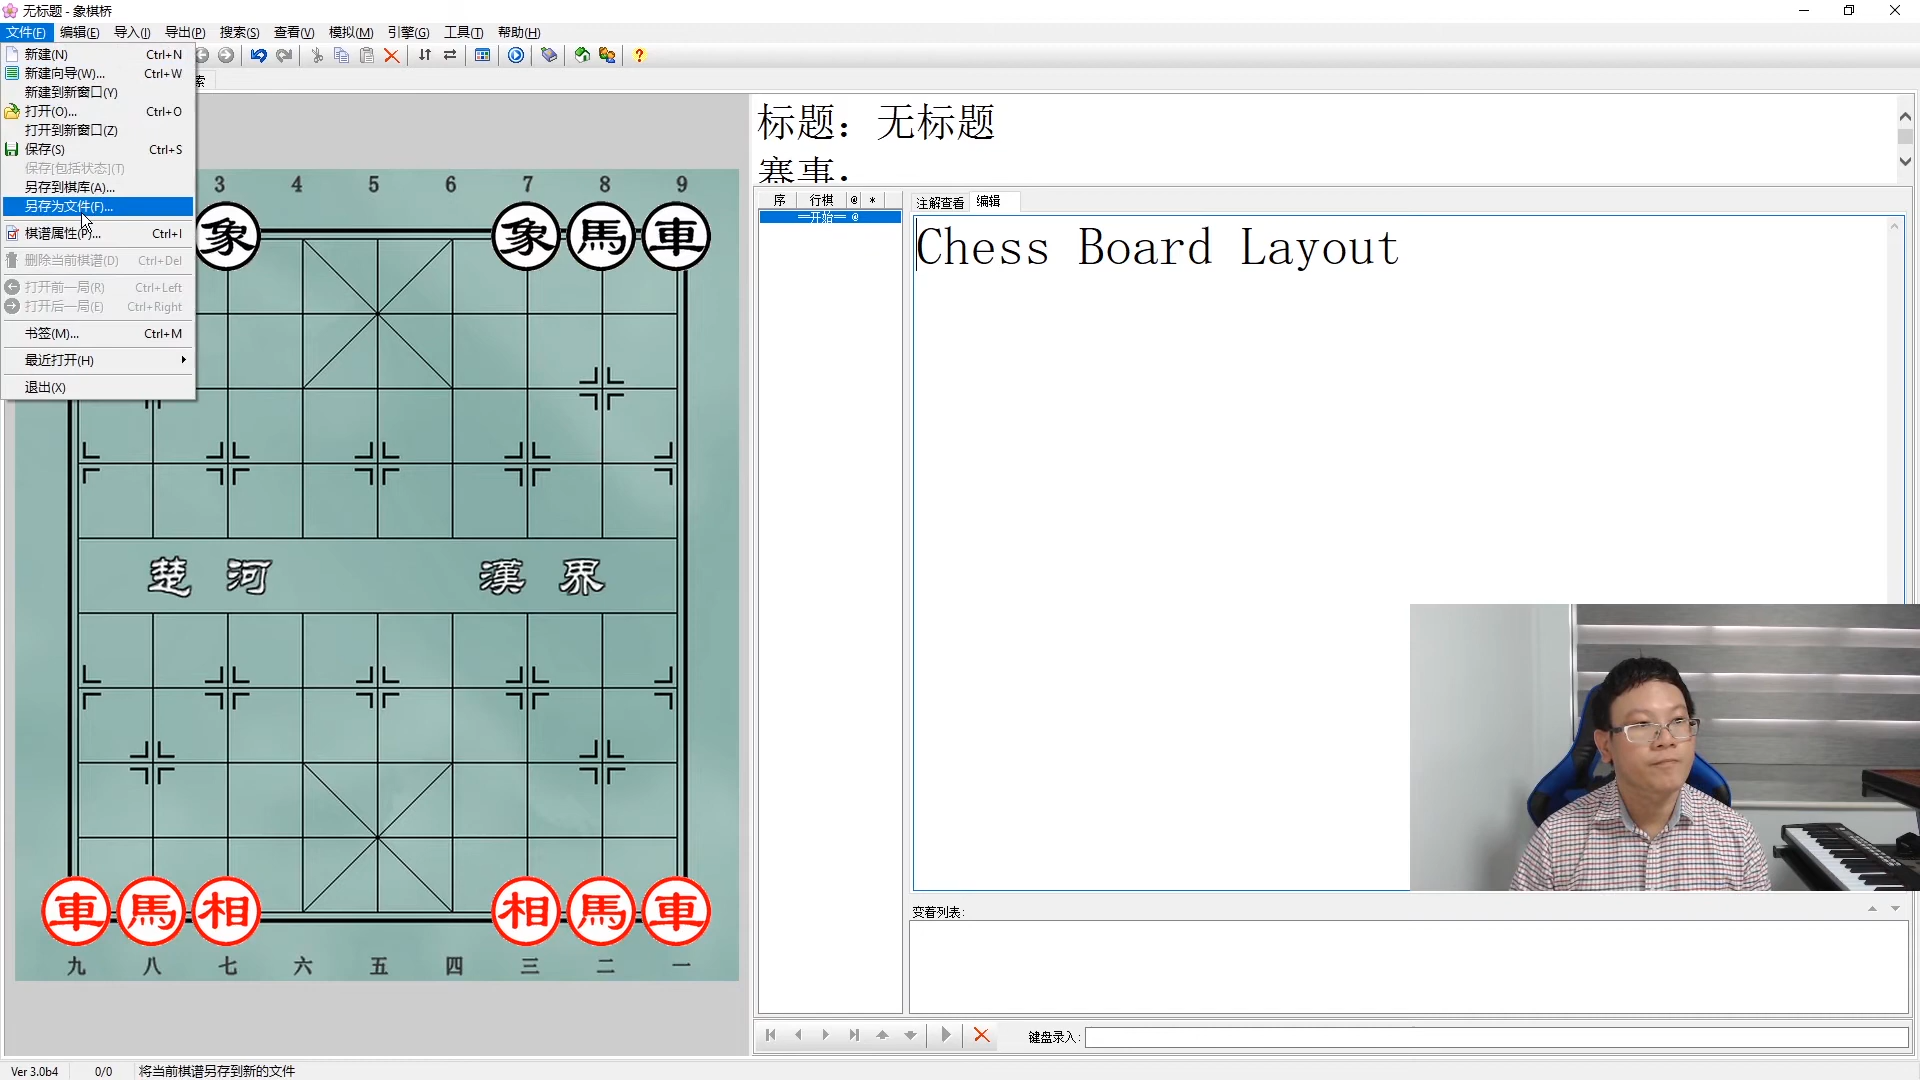 无标题 - 象棋桥
文件(F) 编辑(E) 导入(I) 导出(P) 搜索(S) 查看(V) 模拟(M) 引擎(G) 工具(T) 帮助(H)
新建(N) Ctrl+N
新建向导(W)... Ctrl+W
新建到新窗口(Y)
打开(O)... Ctrl+O
打开到新窗口(Z)
保存(S) Ctrl+S
保存[包括状态](T)
另存到棋库(A)...
另存为文件(F)...
棋谱属性(P)... Ctrl+I
删除当前棋谱(D) Ctrl+Del
打开前一局(R) Ctrl+Left
打开后一局(E) Ctrl+Right
书签(M)... Ctrl+M
最近打开(H)
退出(X)
索
3 4 5 6 7 8 9
象 象 馬 車
楚 河 漢 界
車 馬 相 相 馬 車
九 八 七 六 五 四 三 二 一
标题：无标题
赛事：
序 行棋 @ *
==开始== @
注解查看 编辑
Chess Board Layout
变着列表:
键盘录入:
Ver 3.0b4 0/0 将当前棋谱另存到新的文件